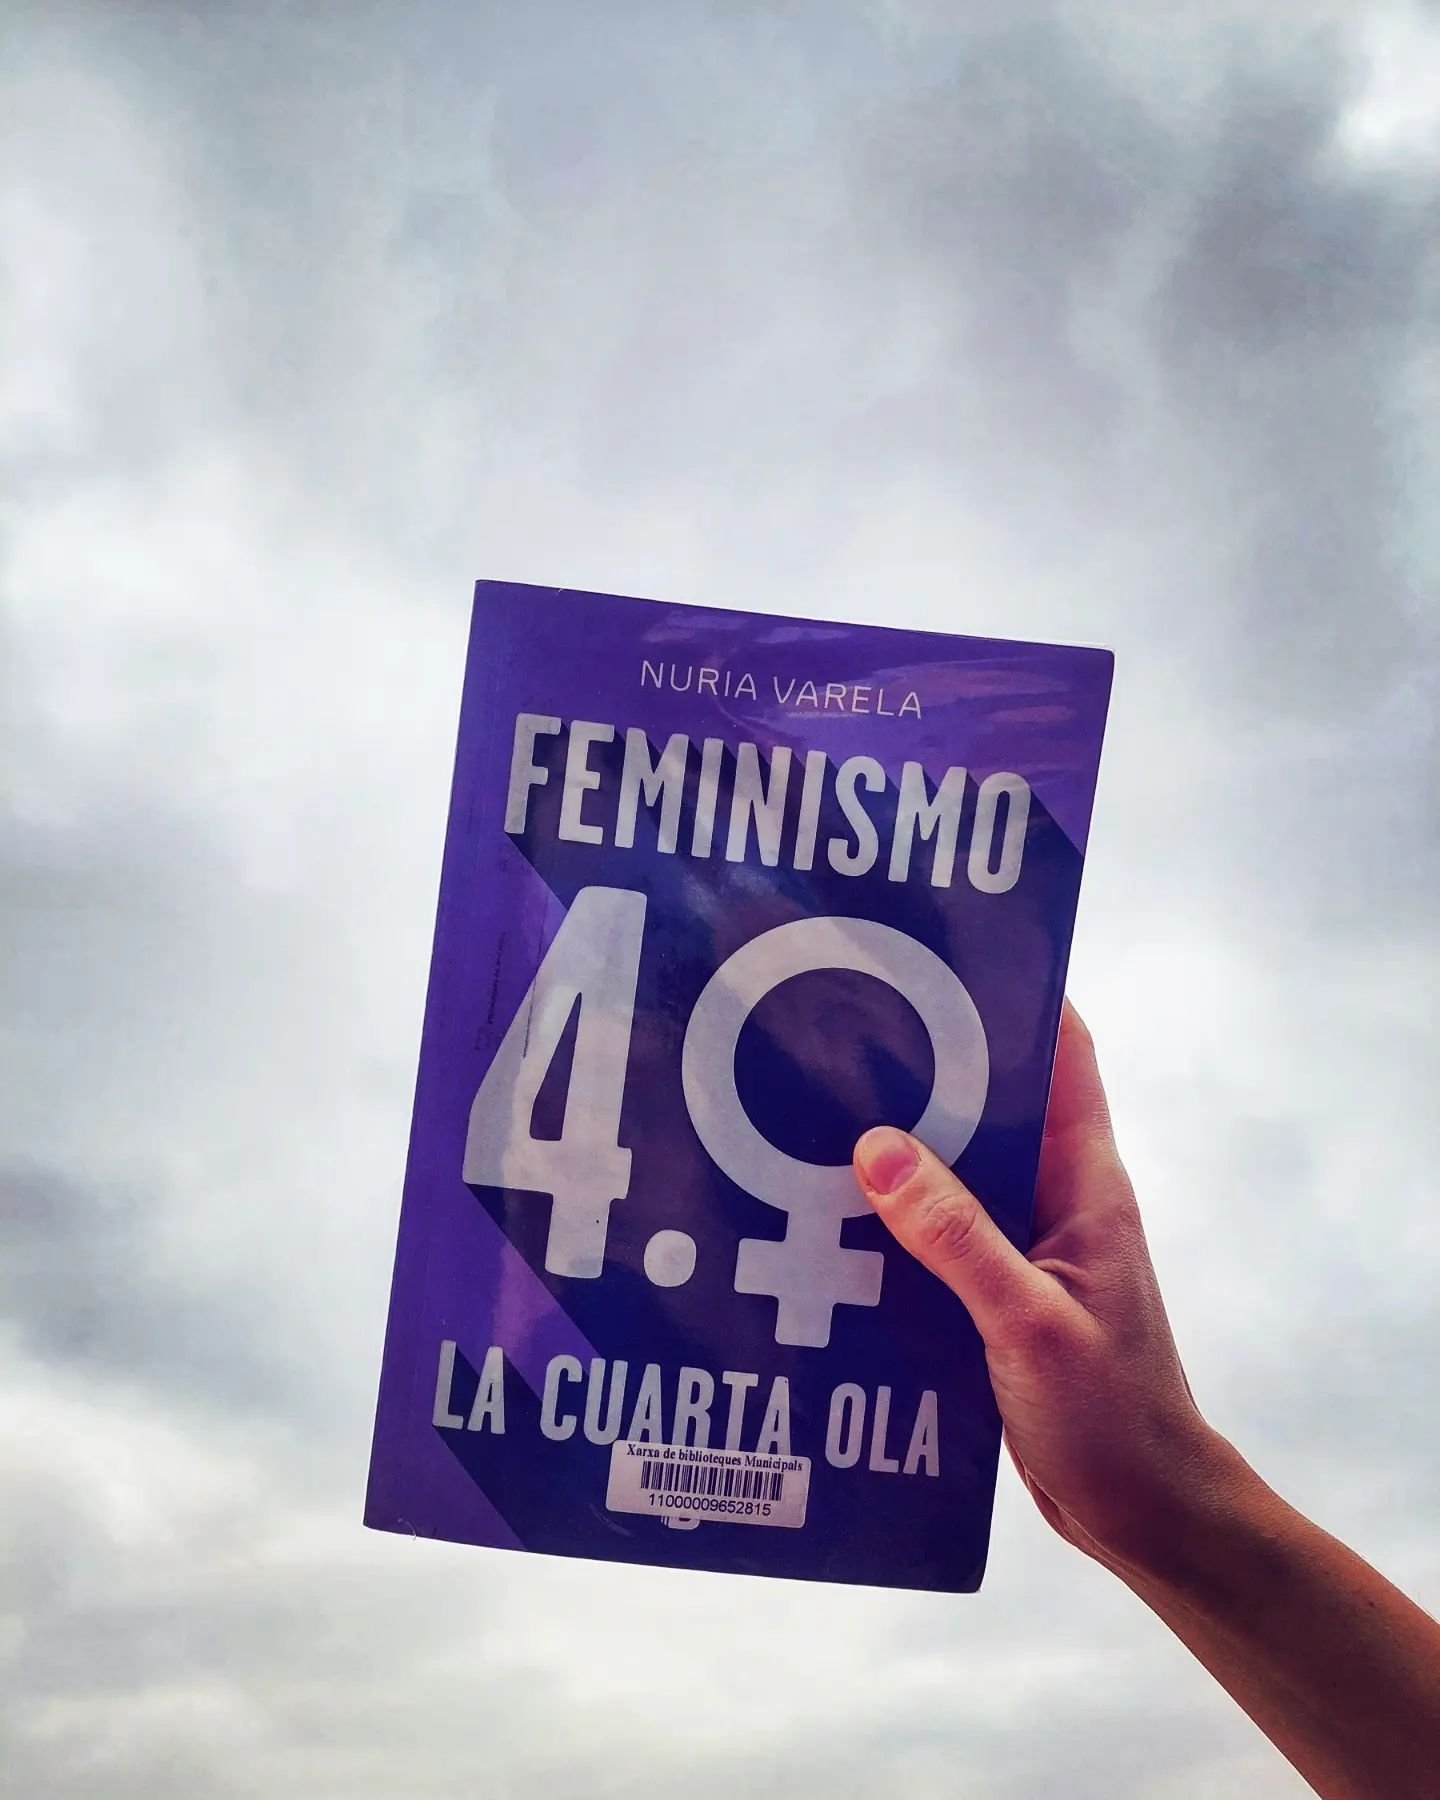 NURIA VARELA
FEMINISMO
4.0
LA CUARTA OLA
Xarxa de biblioteques Municipals
11000009652815
B